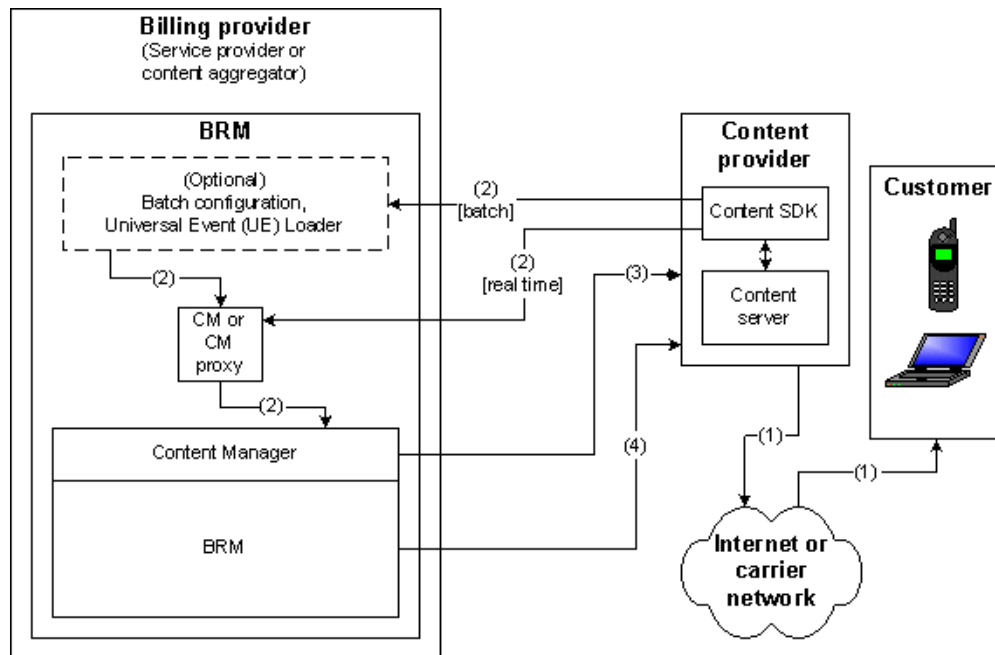 Billing provider
(Service provider or
content aggregator)
BRM
(Optional)
Batch configuration,
Universal Event (UE) Loader
(2)
CM or
CM
proxy
(2)
Content Manager
BRM
(2)
[batch]
(2)
[real time]
(3)
(4)
Content
provider
Content SDK
Content
server
(1)
Internet or
carrier
network
(1)
Customer